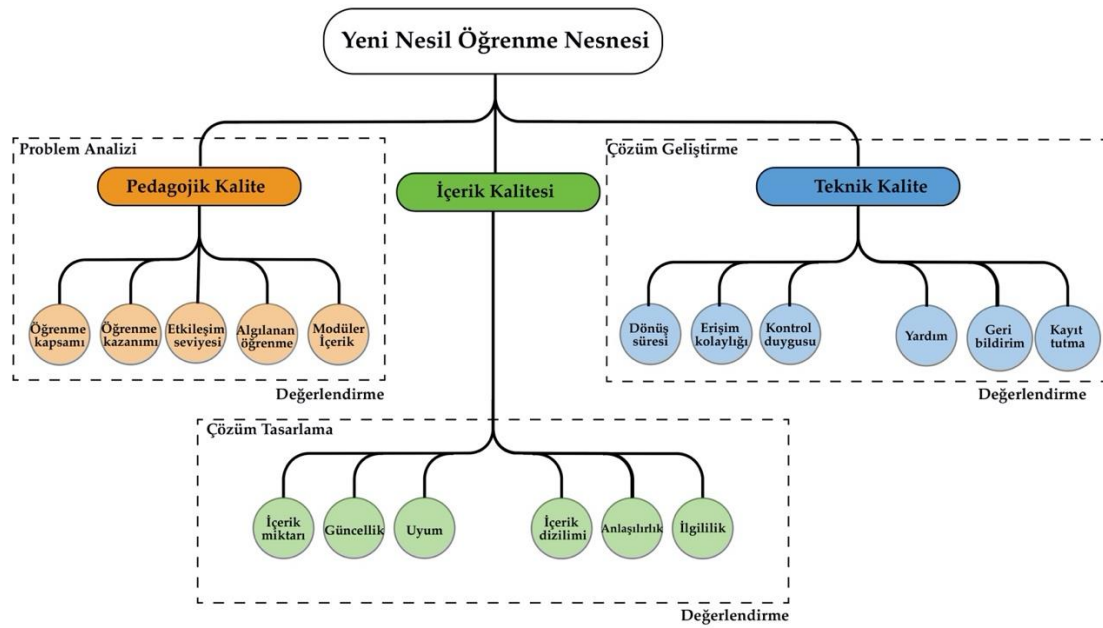 Yeni Nesil Öğrenme Nesnesi
Problem Analizi
Pedagojik Kalite
Öğrenme
kapsamı
Öğrenme
kazanımı
Etkileşim
seviyesi
Algılanan
öğrenme
Modüler
İçerik
Değerlendirme
İçerik Kalitesi
Çözüm Geliştirme
Teknik Kalite
Dönüş
süresi
Erişim
kolaylığı
Kontrol
duygusu
Yardım
Geri
bildirim
Kayıt
tutma
Değerlendirme
Çözüm Tasarlama
İçerik
miktarı
Güncellik
Uyum
İçerik
dizilimi
Anlaşılırlık
İlgililik
Değerlendirme